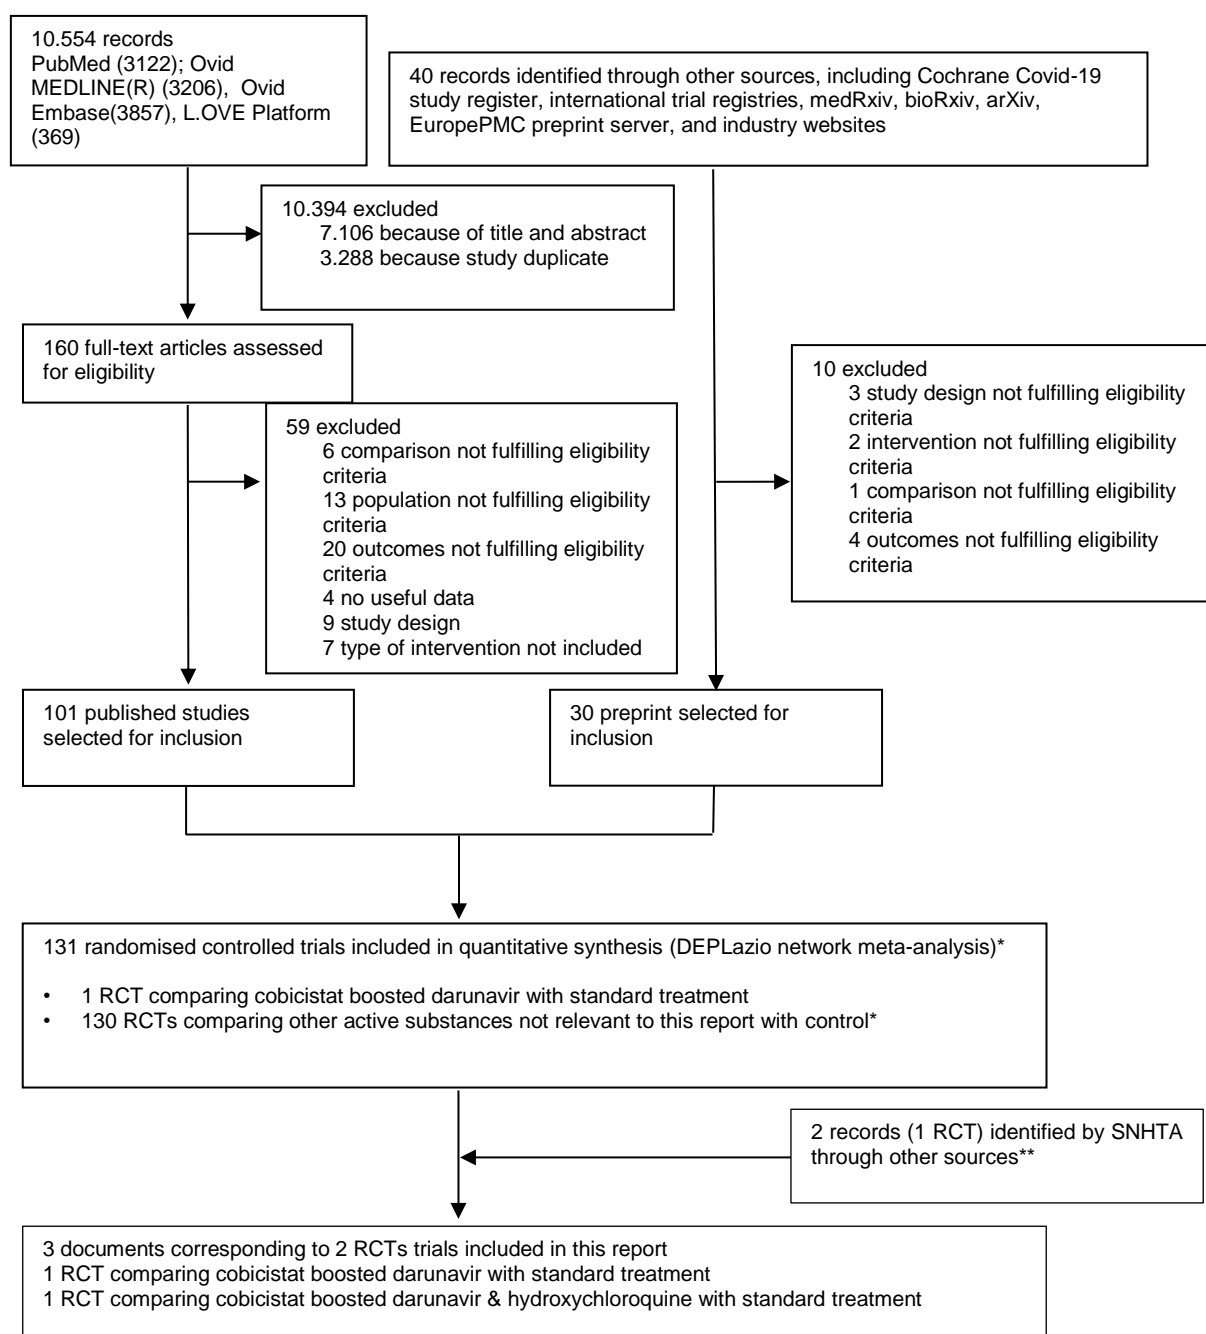 10.554 records
PubMed (3122); Ovid
MEDLINE(R) (3206), Ovid
Embase(3857), L.OVE Platform
(369)
40 records identified through other sources, including Cochrane Covid-19
study register, international trial registries, medRxiv, bioRxiv, arXiv,
EuropePMC preprint server, and industry websites
10.394 excluded
7.106 because of title and abstract
3.288 because study duplicate
160 full-text articles assessed
for eligibility
10 excluded
3 study design not fulfilling eligibility
criteria
2 intervention not fulfilling eligibility
criteria
1 comparison not fulfilling eligibility
criteria
4 outcomes not fulfilling eligibility
criteria
59 excluded
6 comparison not fulfilling eligibility
criteria
13 population not fulfilling eligibility
criteria
20 outcomes not fulfilling eligibility
criteria
4 no useful data
9 study design
7 type of intervention not included
101 published studies
selected for inclusion
30 preprint selected for
inclusion
131 randomised controlled trials included in quantitative synthesis (DEPLazio network meta-analysis)*
• 1 RCT comparing cobicistat boosted darunavir with standard treatment
• 130 RCTs comparing other active substances not relevant to this report with control*
2 records (1 RCT) identified by SNHTA
through other sources**
3 documents corresponding to 2 RCTs trials included in this report
1 RCT comparing cobicistat boosted darunavir with standard treatment
1 RCT comparing cobicistat boosted darunavir & hydroxychloroquine with standard treatment